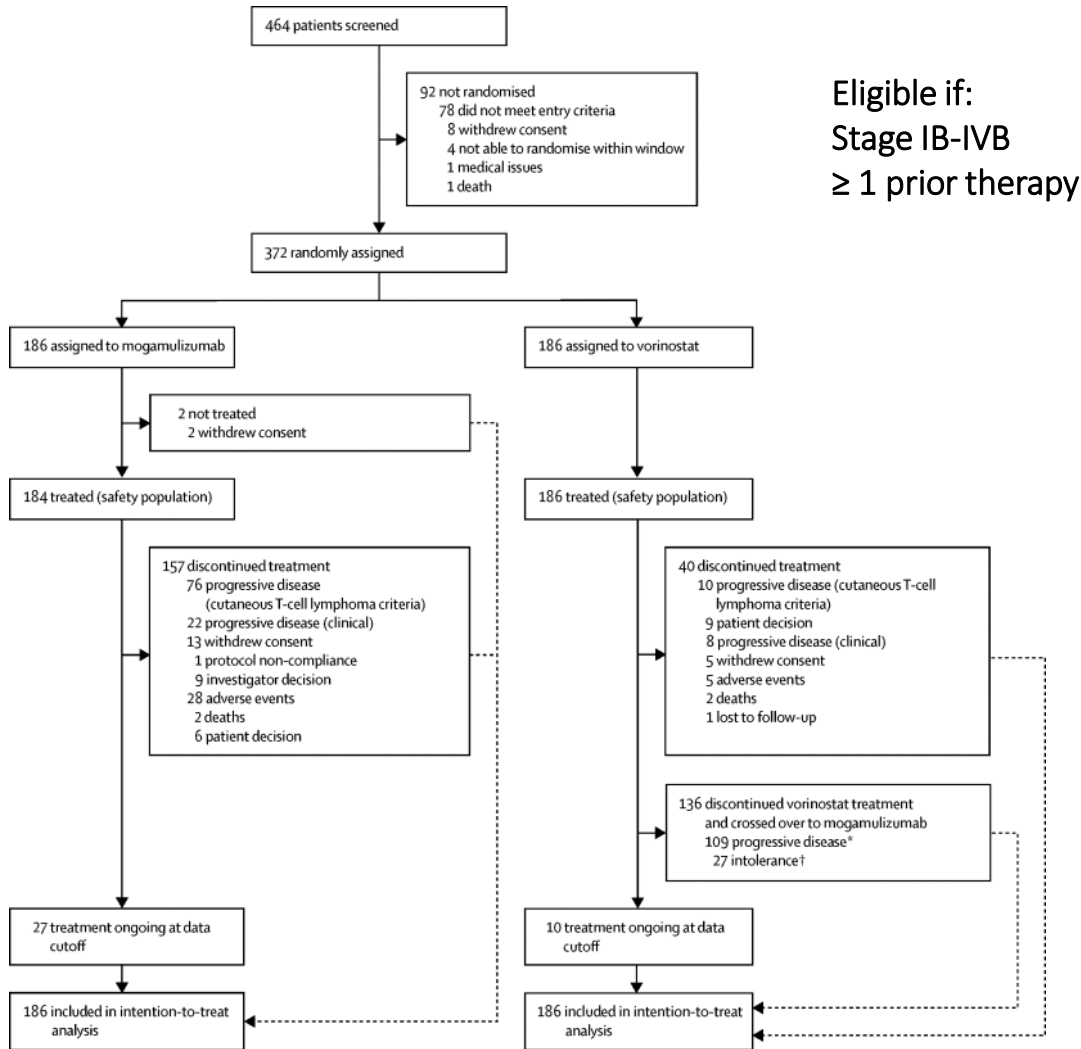 464 patients screened
Eligible if:
Stage IB-IVB
≥ 1 prior therapy
92 not randomised
78 did not meet entry criteria
8 withdrew consent
4 not able to randomise within window
1 medical issues
1 death
372 randomly assigned
186 assigned to mogamulizumab
186 assigned to vorinostat
2 not treated
2 withdrew consent
184 treated (safety population)
186 treated (safety population)
157 discontinued treatment
76 progressive disease
(cutaneous T-cell lymphoma criteria)
22 progressive disease (clinical)
13 withdrew consent
1 protocol non-compliance
9 investigator decision
28 adverse events
2 deaths
6 patient decision
40 discontinued treatment
10 progressive disease (cutaneous T-cell
lymphoma criteria)
9 patient decision
8 progressive disease (clinical)
5 withdrew consent
5 adverse events
2 deaths
1 lost to follow-up
136 discontinued vorinostat treatment
and crossed over to mogamulizumab
109 progressive disease*
27 intolerance†
27 treatment ongoing at data
cutoff
10 treatment ongoing at data
cutoff
186 included in intention-to-treat
analysis
186 included in intention-to-treat
analysis